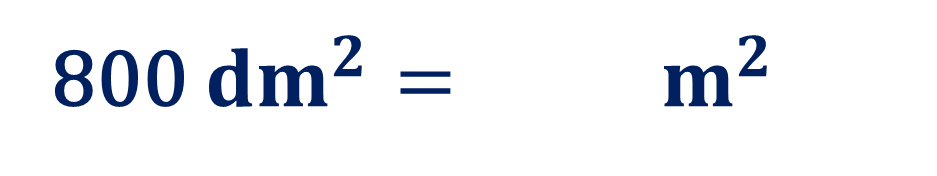 800 dm² = m²